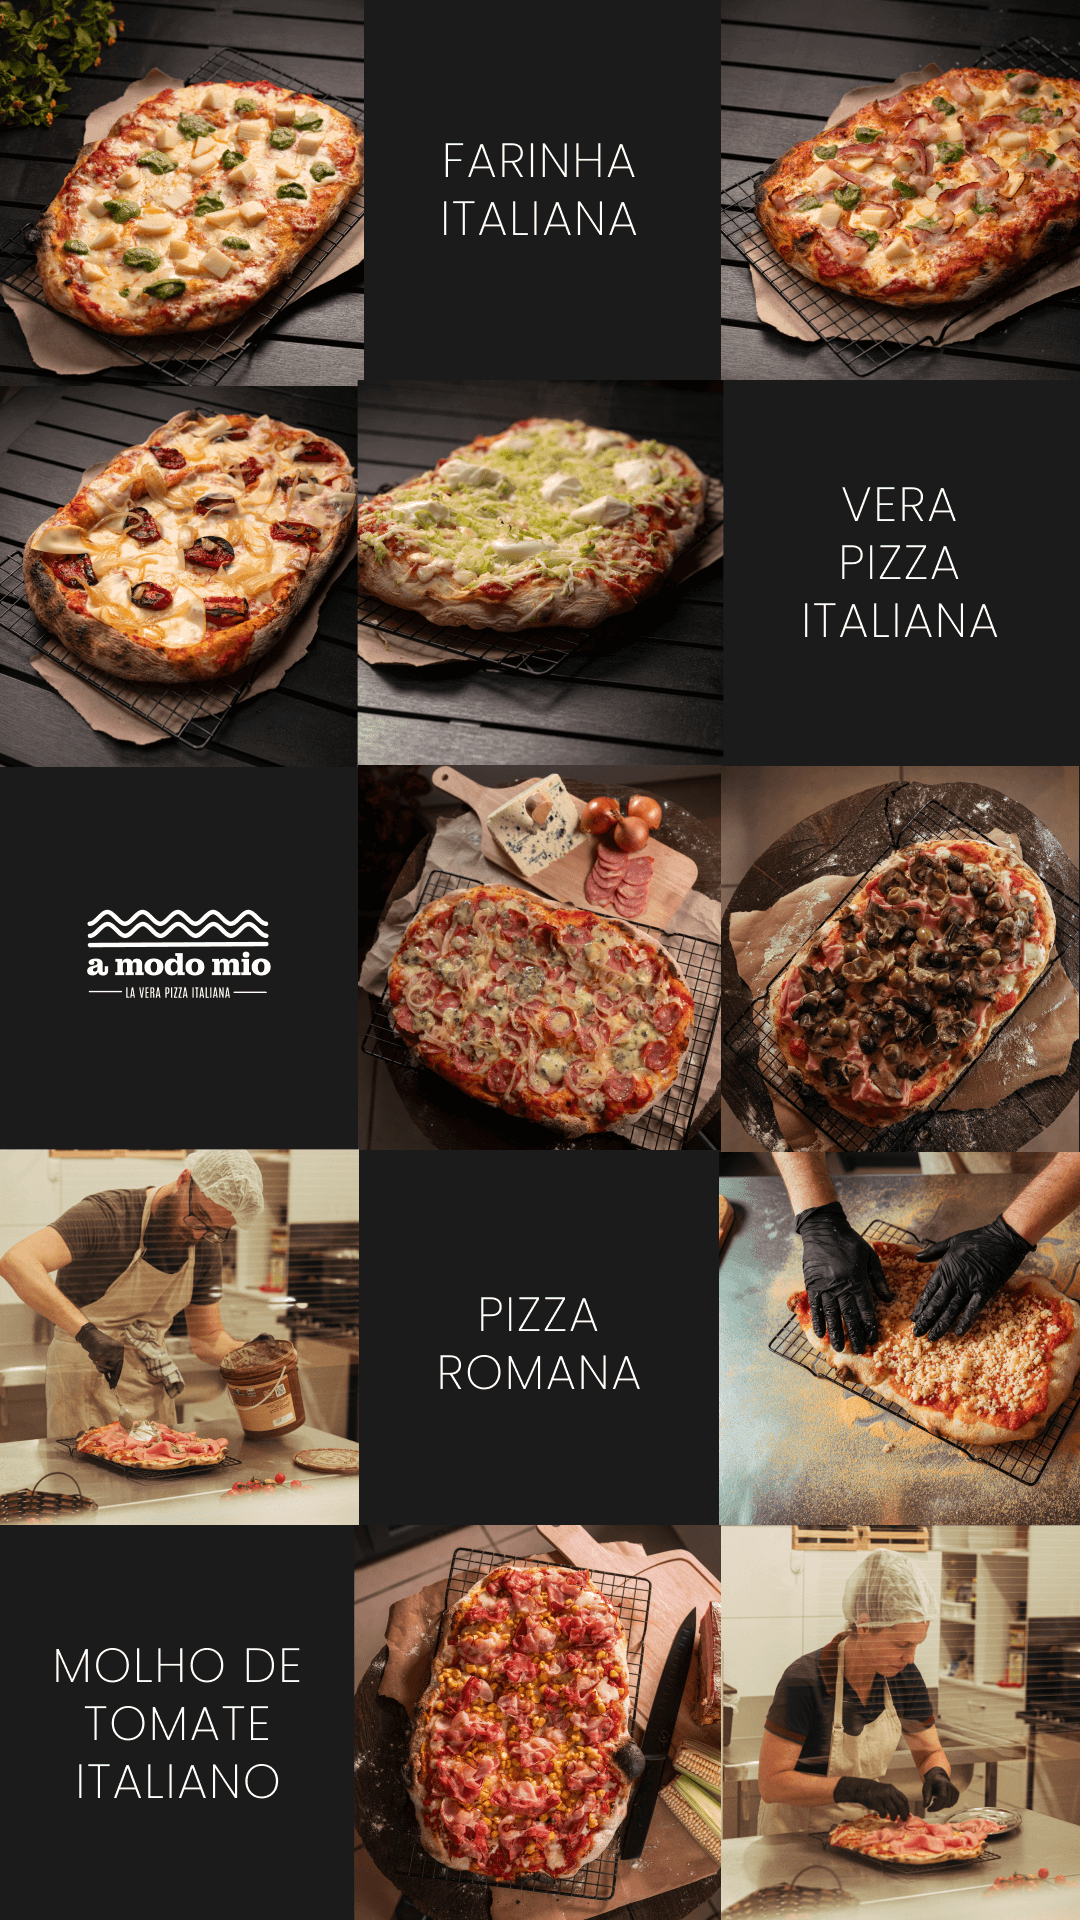 FARINHA
ITALIANA
VERA
PIZZA
ITALIANA
a modo mio
LA VERA PIZZA ITALIANA
PIZZA
ROMANA
MOLHO DE
TOMATE
ITALIANO